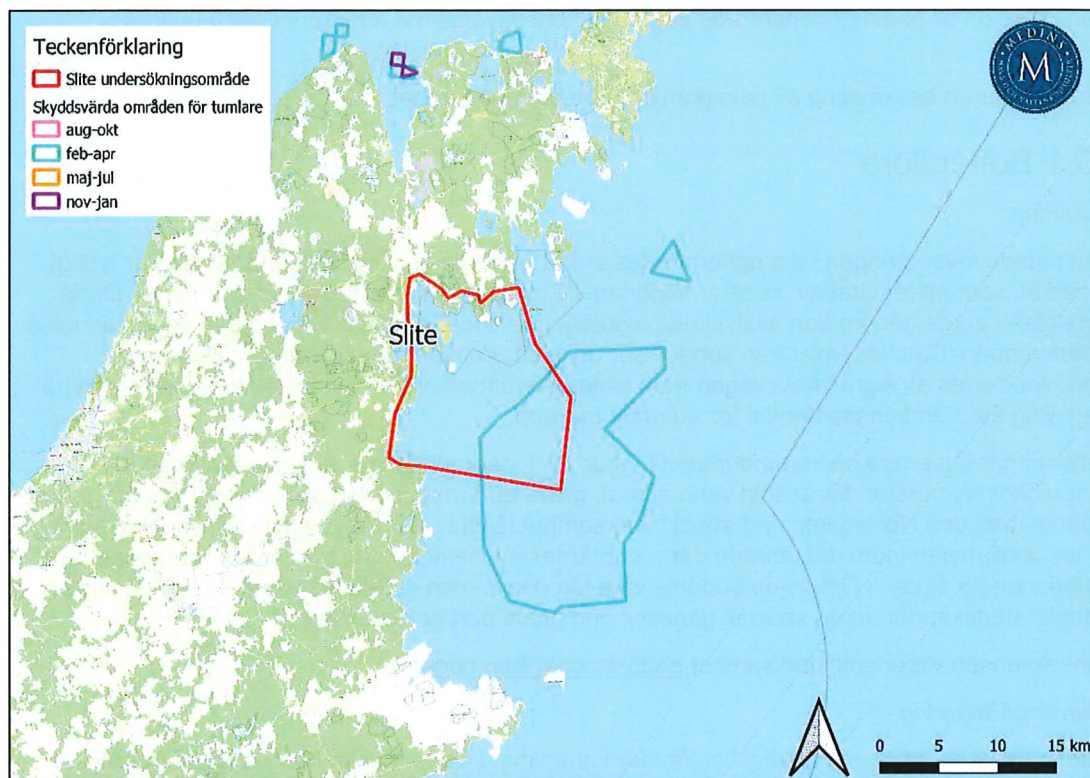 Teckenförklaring
Slite undersökningsområde
Skyddsvärda områden för tumlare
aug-okt
feb-apr
maj-jul
nov-jan
MEDINS
M
Slite
0 5 10 15 km